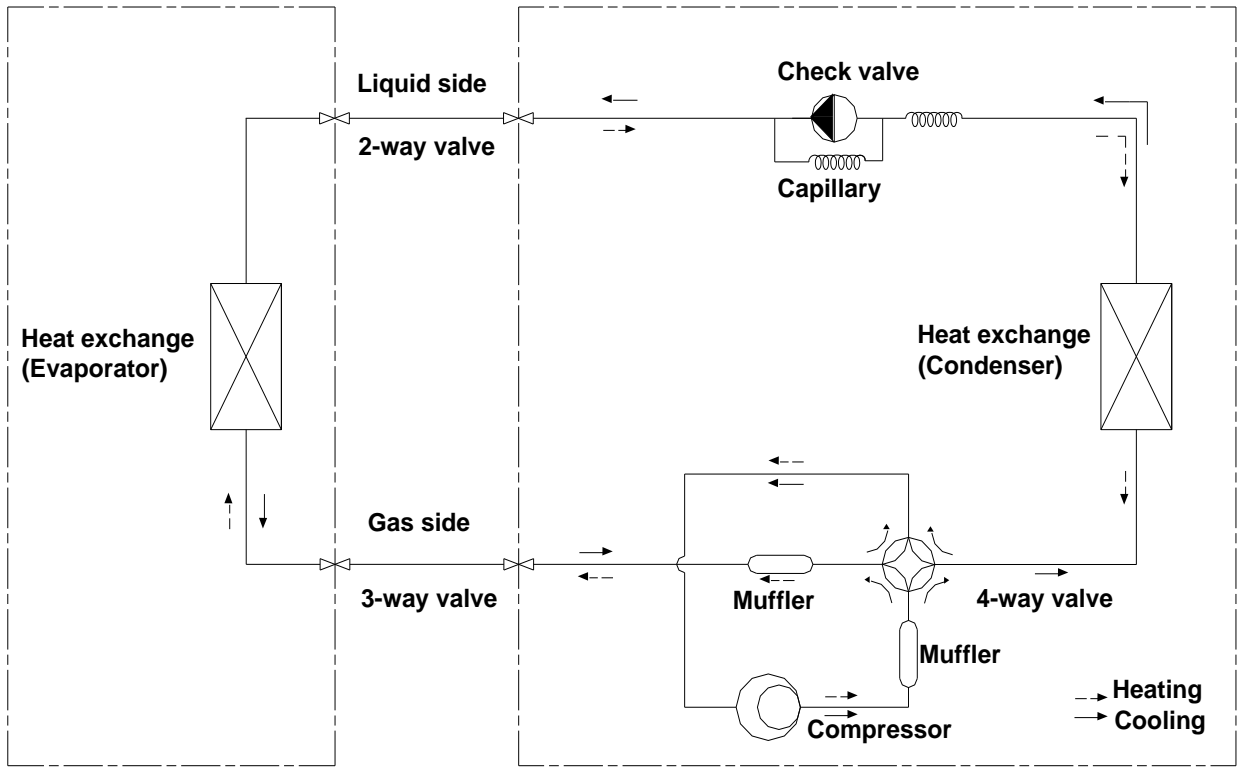 Check valve
Liquid side
2-way valve
Capillary
Heat exchange
(Evaporator)
Heat exchange
(Condenser)
Gas side
3-way valve
Muffler
4-way valve
Muffler
Compressor
Heating
Cooling